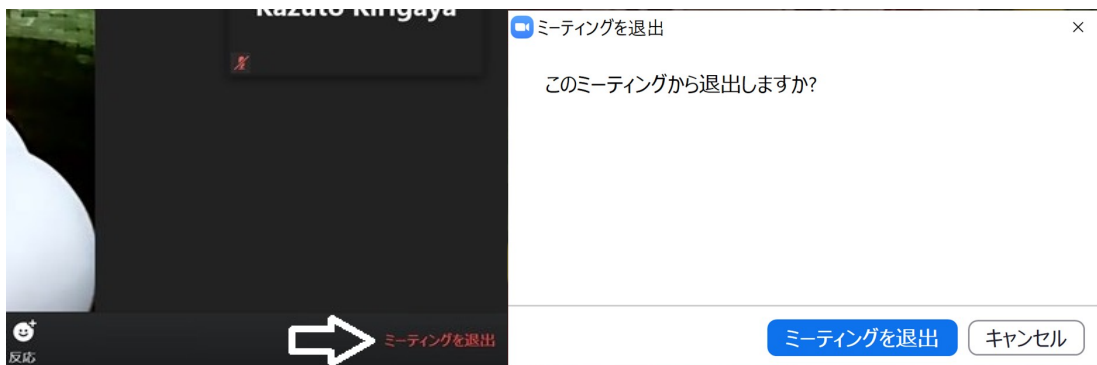 Kazuto Kirigaya
反応
ミーティングを退出
ミーティングを退出
このミーティングから退出しますか?
ミーティングを退出
キャンセル